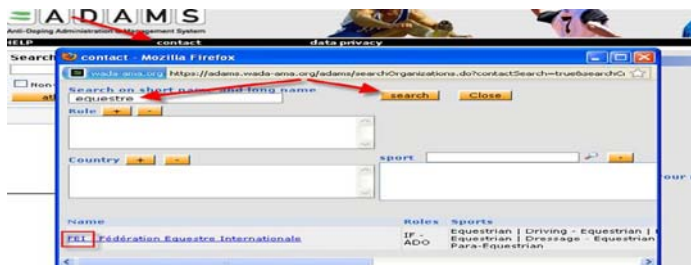 ADAMS
Anti-Doping Administration & Management System
HELP contact data privacy
Search
contact - Mozilla Firefox
wada-ama.org https://adams.wada-ama.org/adams/searchOrganizations.do?contactSearch=true&search
Search on short name and long name
equestre search Close
Non-
Role + -
Country + - sport -
your
Name Roles Sports
FEI Fédération Equestre Internationale IF - ADO Equestrian | Driving - Equestrian |
Equestrian | Dressage - Equestrian
Para-Equestrian